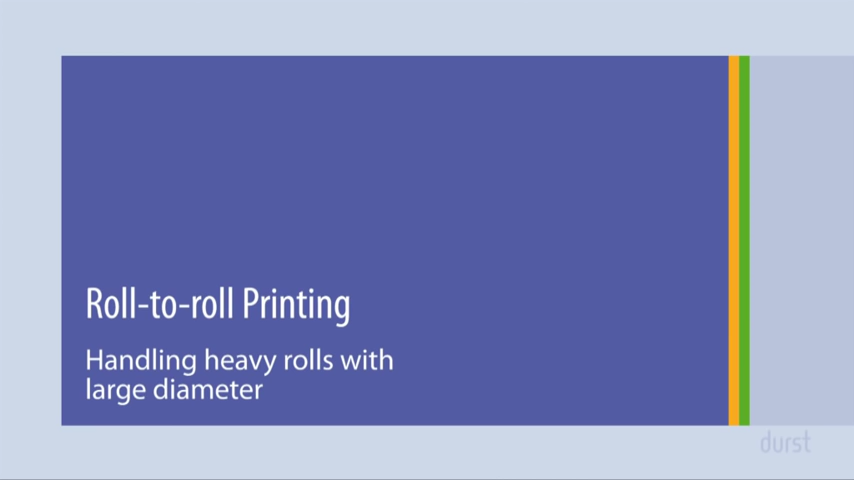 Roll-to-roll Printing
Handling heavy rolls with
large diameter
durst